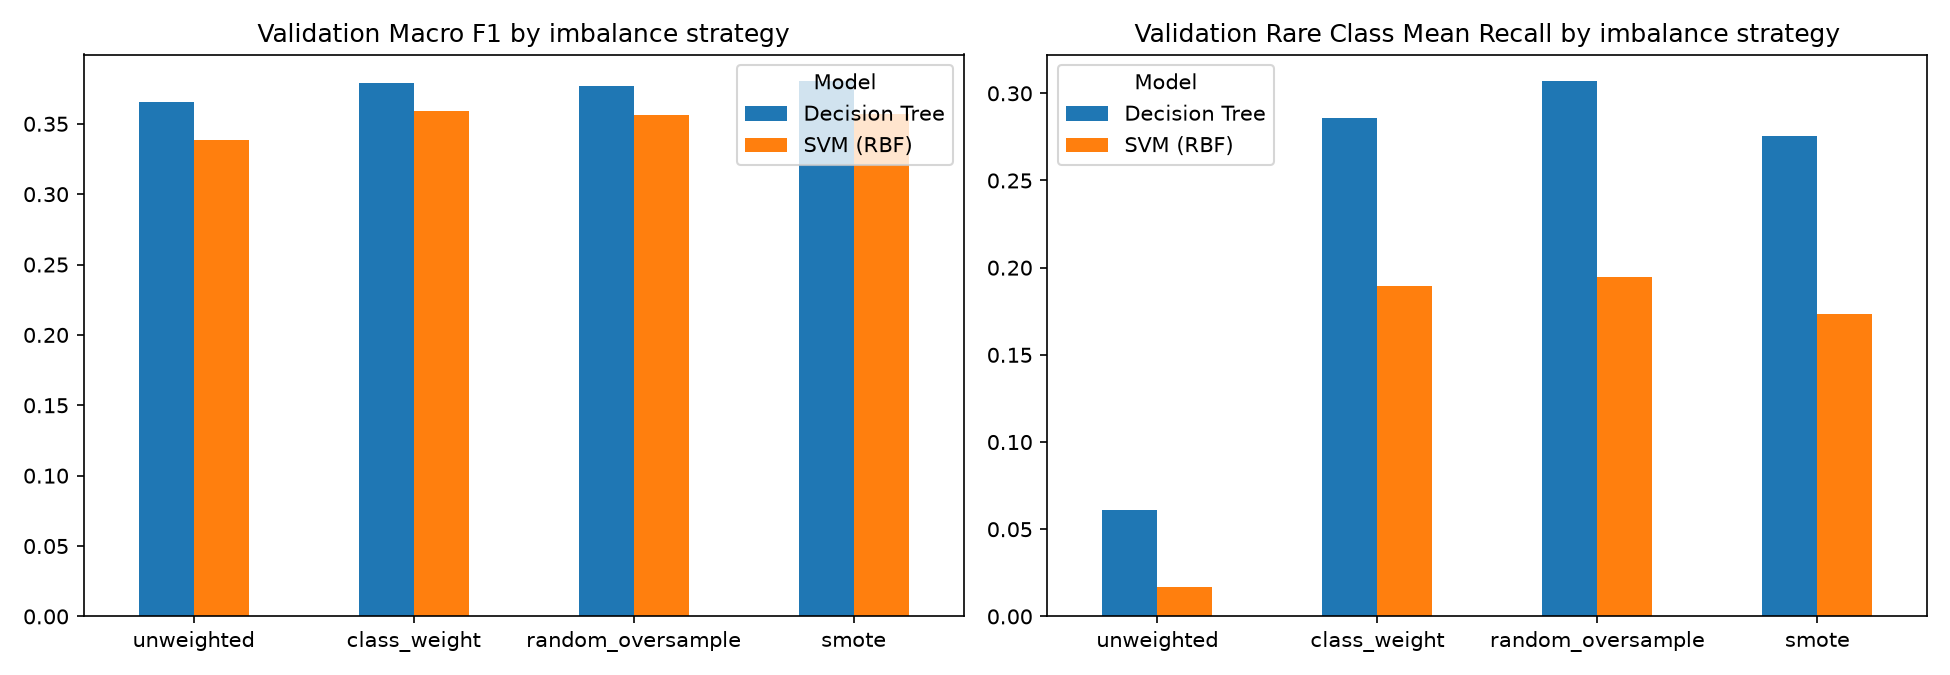 Validation Macro F1 by imbalance strategy
Model
Decision Tree
SVM (RBF)
0.35
0.30
0.25
0.20
0.15
0.10
0.05
0.00
unweighted
class_weight
random_oversample
smote
Validation Rare Class Mean Recall by imbalance strategy
Model
Decision Tree
SVM (RBF)
0.30
0.25
0.20
0.15
0.10
0.05
0.00
unweighted
class_weight
random_oversample
smote